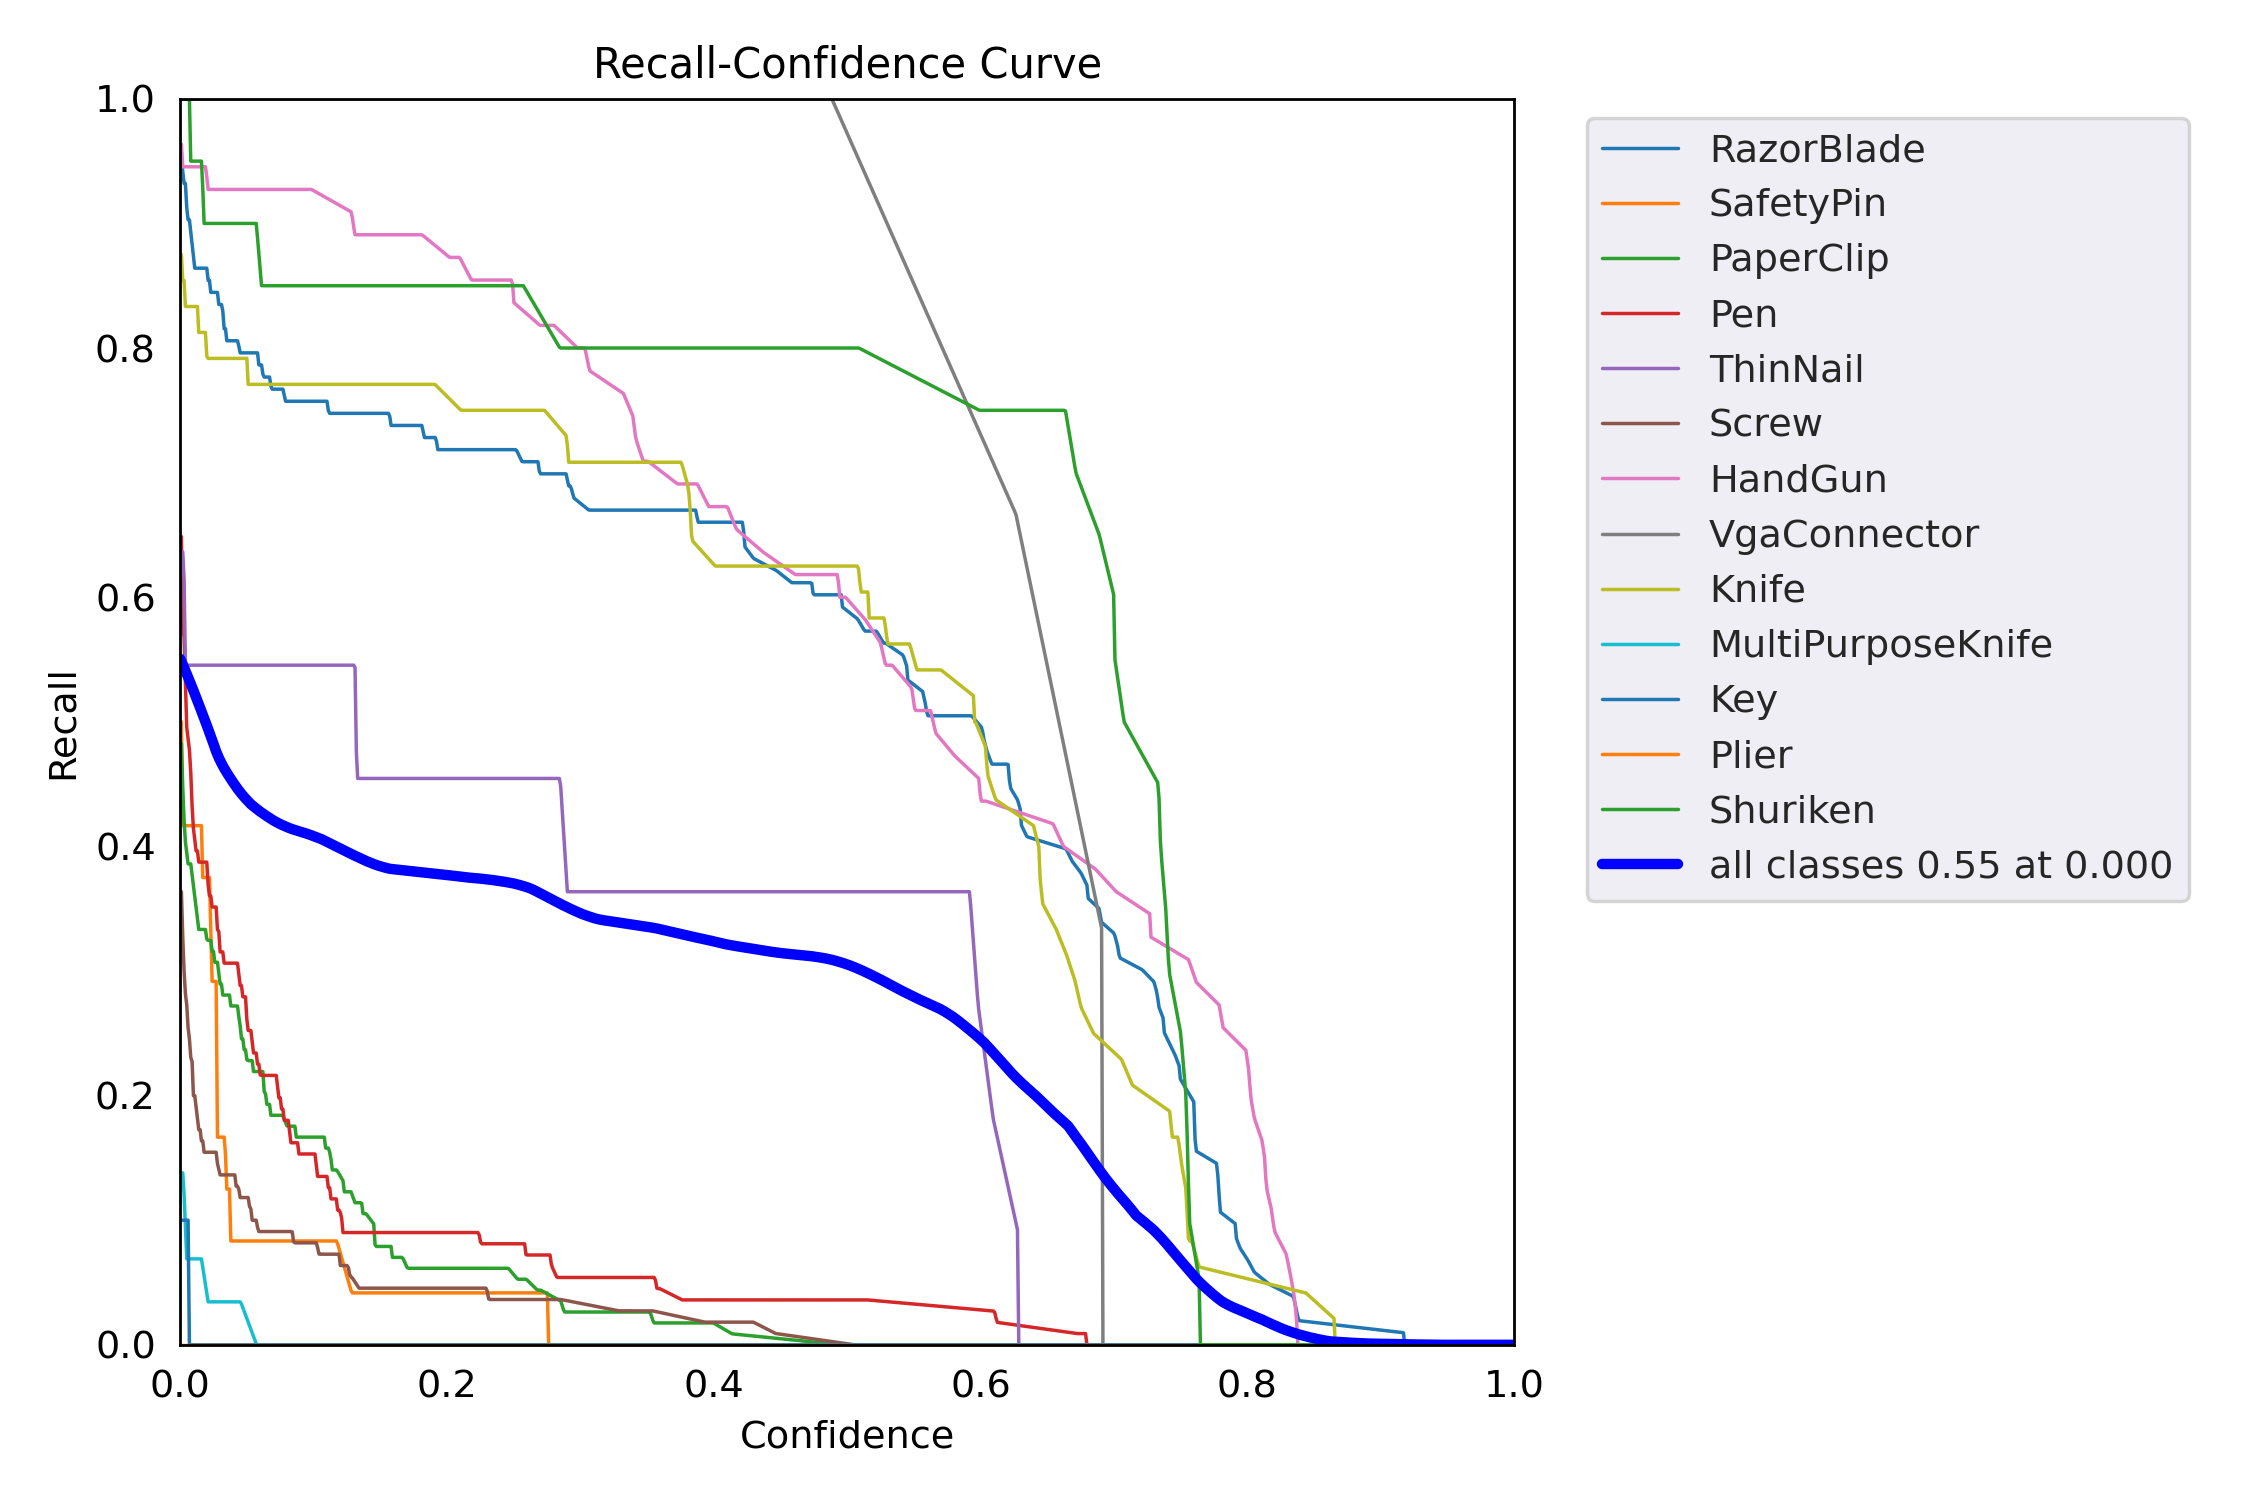 Recall-Confidence Curve
1.0
0.8
0.6
0.4
0.2
0.0
Recall
0.0 0.2 0.4 0.6 0.8 1.0
Confidence
RazorBlade
SafetyPin
PaperClip
Pen
ThinNail
Screw
HandGun
VgaConnector
Knife
MultiPurposeKnife
Key
Plier
Shuriken
all classes 0.55 at 0.000